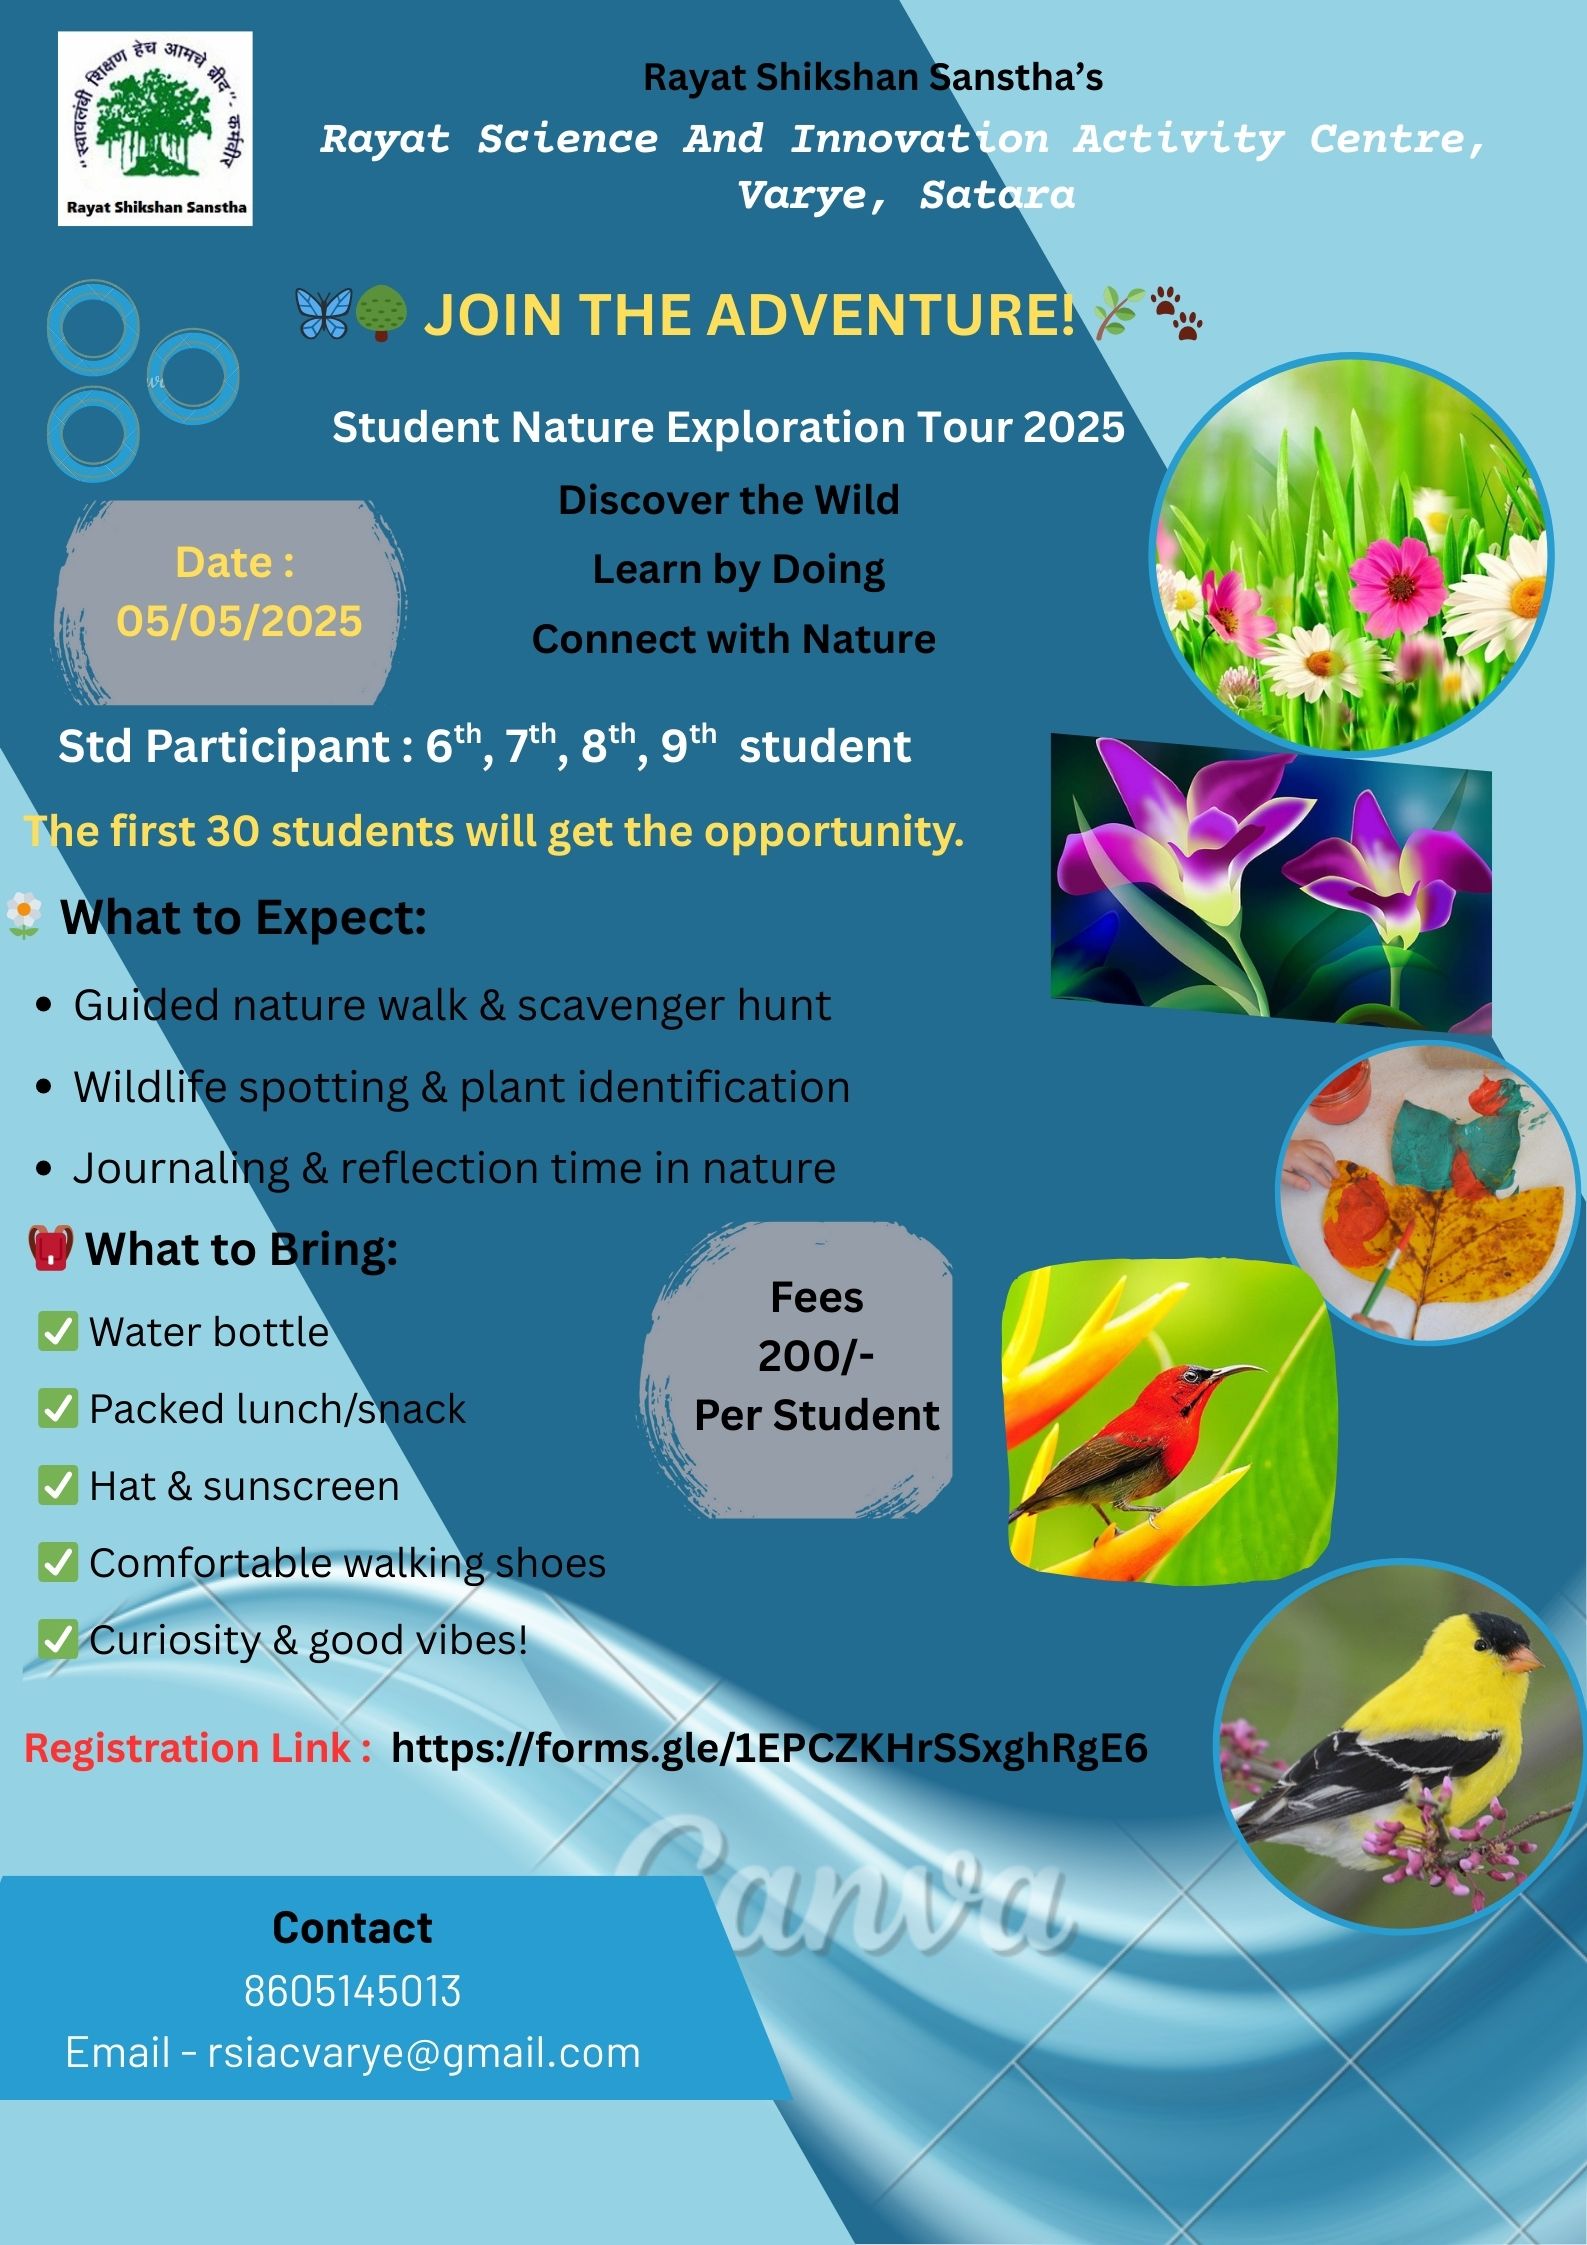 "स्वावलंबी शिक्षण हेच आमचे ब्रीद"- कर्मवीर
Rayat Shikshan Sanstha
Rayat Shikshan Sanstha’s
Rayat Science And Innovation Activity Centre,
Varye, Satara
🦋🌳 JOIN THE ADVENTURE! 🌿🐾
Student Nature Exploration Tour 2025
Discover the Wild
Learn by Doing
Connect with Nature
Date :
05/05/2025
Std Participant : 6th, 7th, 8th, 9th student
The first 30 students will get the opportunity.
🌼 What to Expect:
• Guided nature walk & scavenger hunt
• Wildlife spotting & plant identification
• Journaling & reflection time in nature
🎒 What to Bring:
✅ Water bottle
✅ Packed lunch/snack
✅ Hat & sunscreen
✅ Comfortable walking shoes
✅ Curiosity & good vibes!
Fees
200/-
Per Student
Registration Link : https://forms.gle/1EPCZKHrSSxghRgE6
Canva
Contact
8605145013
Email - rsiacvarye@gmail.com